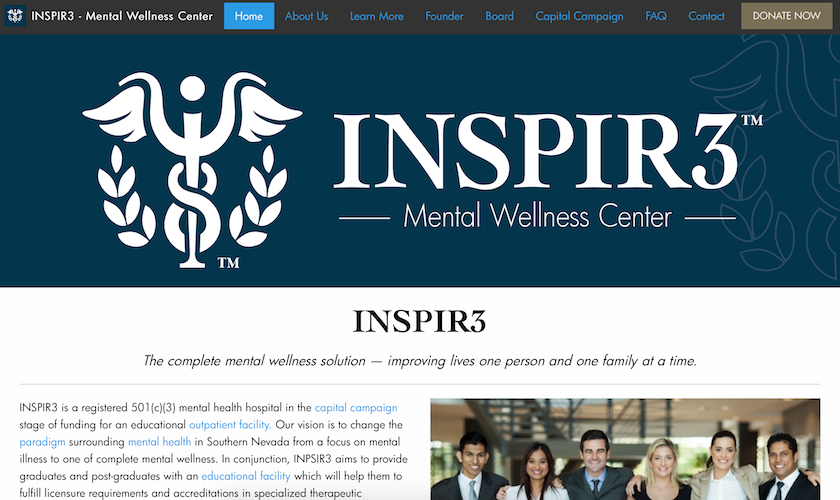 INSPIR3 - Mental Wellness Center Home About Us Learn More Founder Board Capital Campaign FAQ Contact DONATE NOW
INSPIR3™
Mental Wellness Center
TM
INSPIR3
The complete mental wellness solution — improving lives one person and one family at a time.
INSPIR3 is a registered 501(c)(3) mental health hospital in the capital campaign
stage of funding for an educational outpatient facility. Our vision is to change the
paradigm surrounding mental health in Southern Nevada from a focus on mental
illness to one of complete mental wellness. In conjunction, INSPIR3 aims to provide
graduates and post-graduates with an educational facility which will help them to
fulfill licensure requirements and accreditations in specialized therapeutic